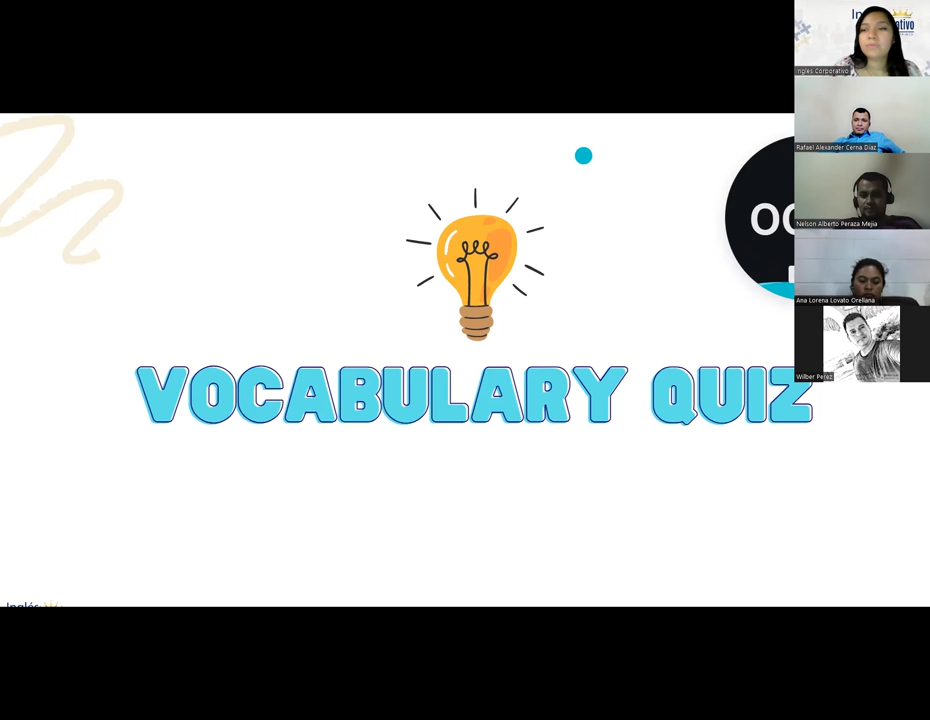 VOCABULARY QUIZ
Ingles Corporativo
Rafael Alexander Cerna Diaz
Nelson Alberto Peraza Mejia
Ana Lorena Lovato Orellana
Wilber Perez